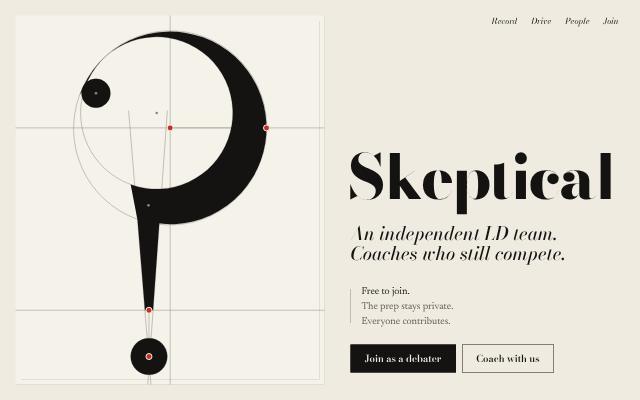 Record Drive People Join
Skeptical
An independent LD team.
Coaches who still compete.
Free to join.
The prep stays private.
Everyone contributes.
Join as a debater Coach with us